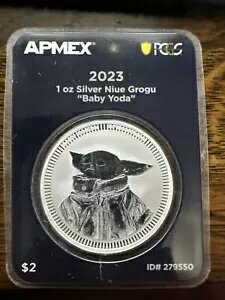 APMEX® PCGS
2023
1 oz Silver Niue Grogu
"Baby Yoda"
$2 ID# 279550